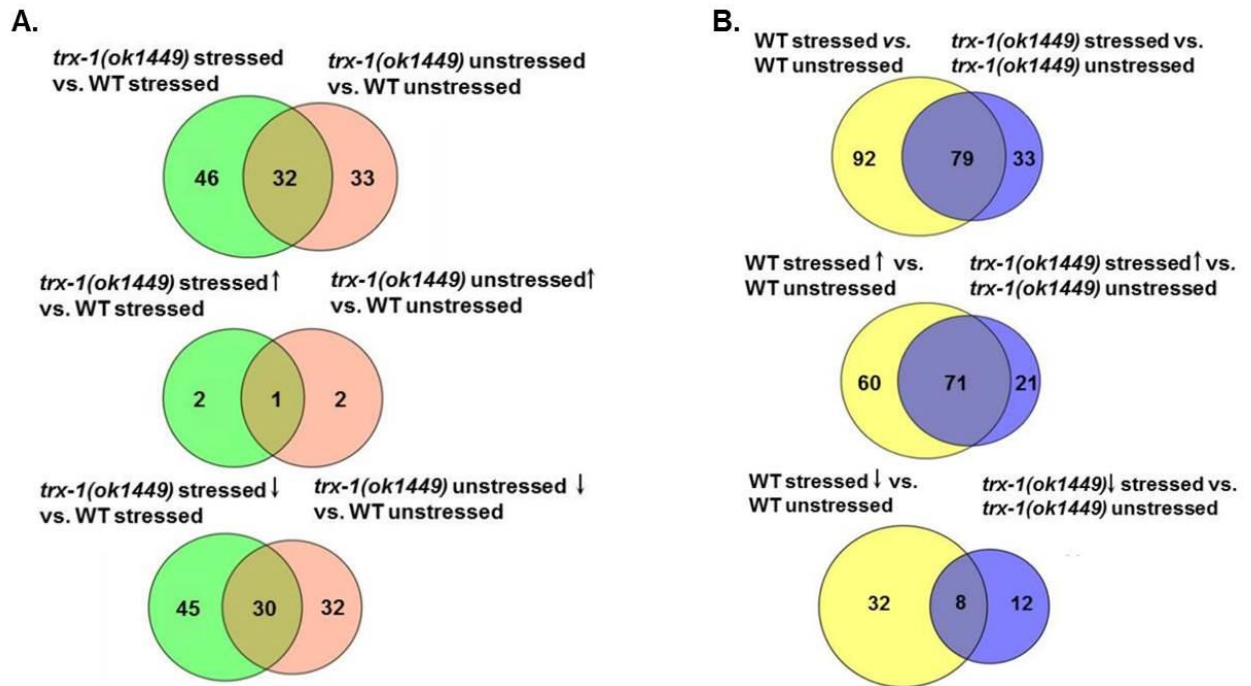 A.
trx-1(ok1449) stressed
vs. WT stressed
trx-1(ok1449) unstressed
vs. WT unstressed
46
32
33
trx-1(ok1449) stressed↑
vs. WT stressed
trx-1(ok1449) unstressed↑
vs. WT unstressed
2
1
2
trx-1(ok1449) stressed↓
vs. WT stressed
trx-1(ok1449) unstressed ↓
vs. WT unstressed
45
30
32
B.
WT stressed vs.
WT unstressed
trx-1(ok1449) stressed vs.
trx-1(ok1449) unstressed
92
79
33
WT stressed ↑ vs.
WT unstressed
trx-1(ok1449) stressed↑ vs.
trx-1(ok1449) unstressed
60
71
21
WT stressed ↓ vs.
WT unstressed
trx-1(ok1449)↓ stressed vs.
trx-1(ok1449) unstressed
32
8
12